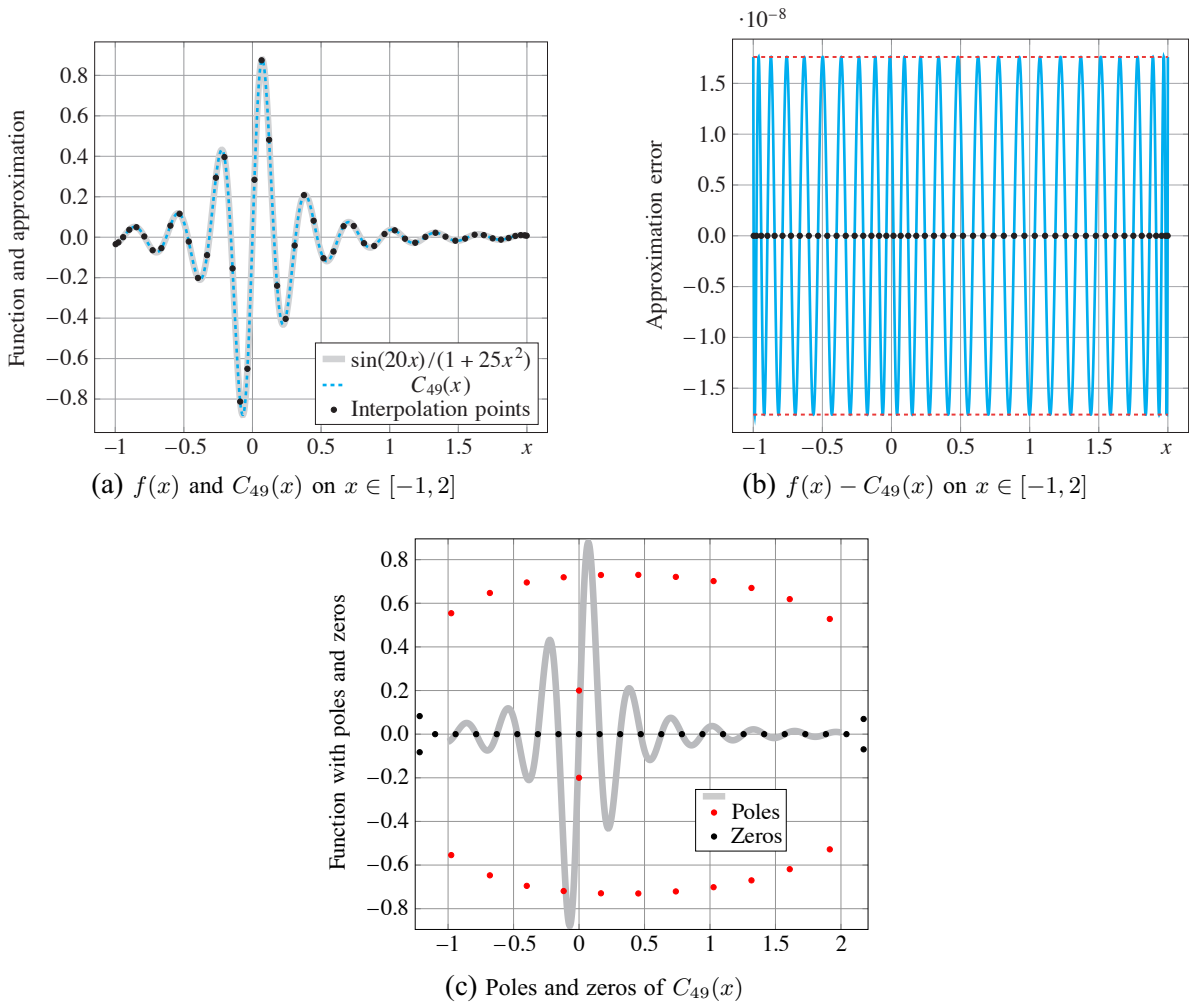 0.8
0.6
0.4
0.2
0.0
−0.2
−0.4
−0.6
−0.8
Function and approximation
sin(20x)/(1 + 25x²)
C₄₉(x)
Interpolation points
−1 −0.5 0 0.5 1 1.5 x
(a) f(x) and C₄₉(x) on x ∈ [−1, 2]
·10⁻⁸
1.5
1.0
0.5
0.0
−0.5
−1.0
−1.5
Approximation error
−1 −0.5 0 0.5 1 1.5 x
(b) f(x) − C₄₉(x) on x ∈ [−1, 2]
0.8
0.6
0.4
0.2
0.0
−0.2
−0.4
−0.6
−0.8
Function with poles and zeros
Poles
Zeros
−1 −0.5 0 0.5 1 1.5 2
(c) Poles and zeros of C₄₉(x)